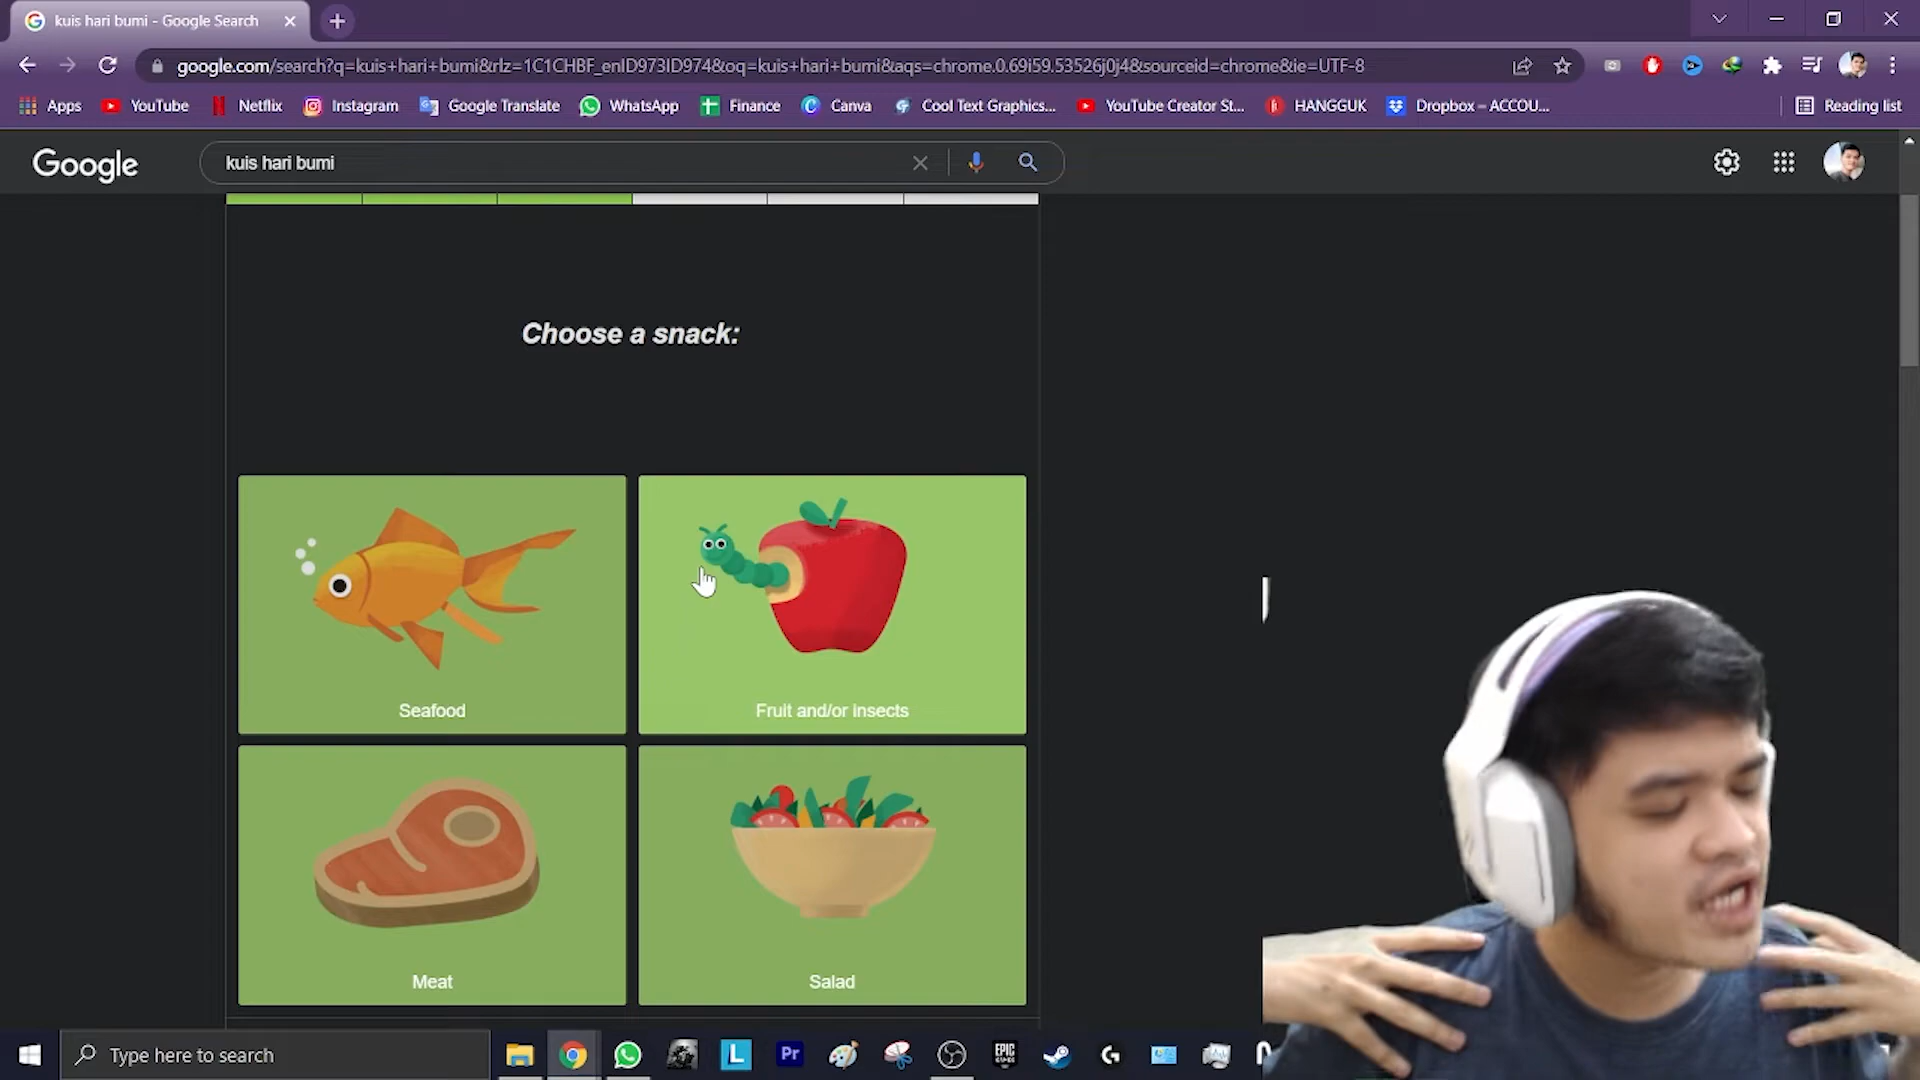 kuis hari bumi - Google Search
google.com/search?q=kuis+hari+bumi&rlz=1C1CHBF_enID973ID974&oq=kuis+hari+bumi&aqs=chrome.0.69i59.53526j0j4&sourceid=chrome&ie=UTF-8
Apps YouTube Netflix Instagram Google Translate WhatsApp Finance Canva Cool Text Graphics... YouTube Creator St... HANGGUK Dropbox – ACCOU... Reading list
Google kuis hari bumi
Choose a snack:
Seafood Fruit and/or insects
Meat Salad
Type here to search L Pr EPIC GAMES